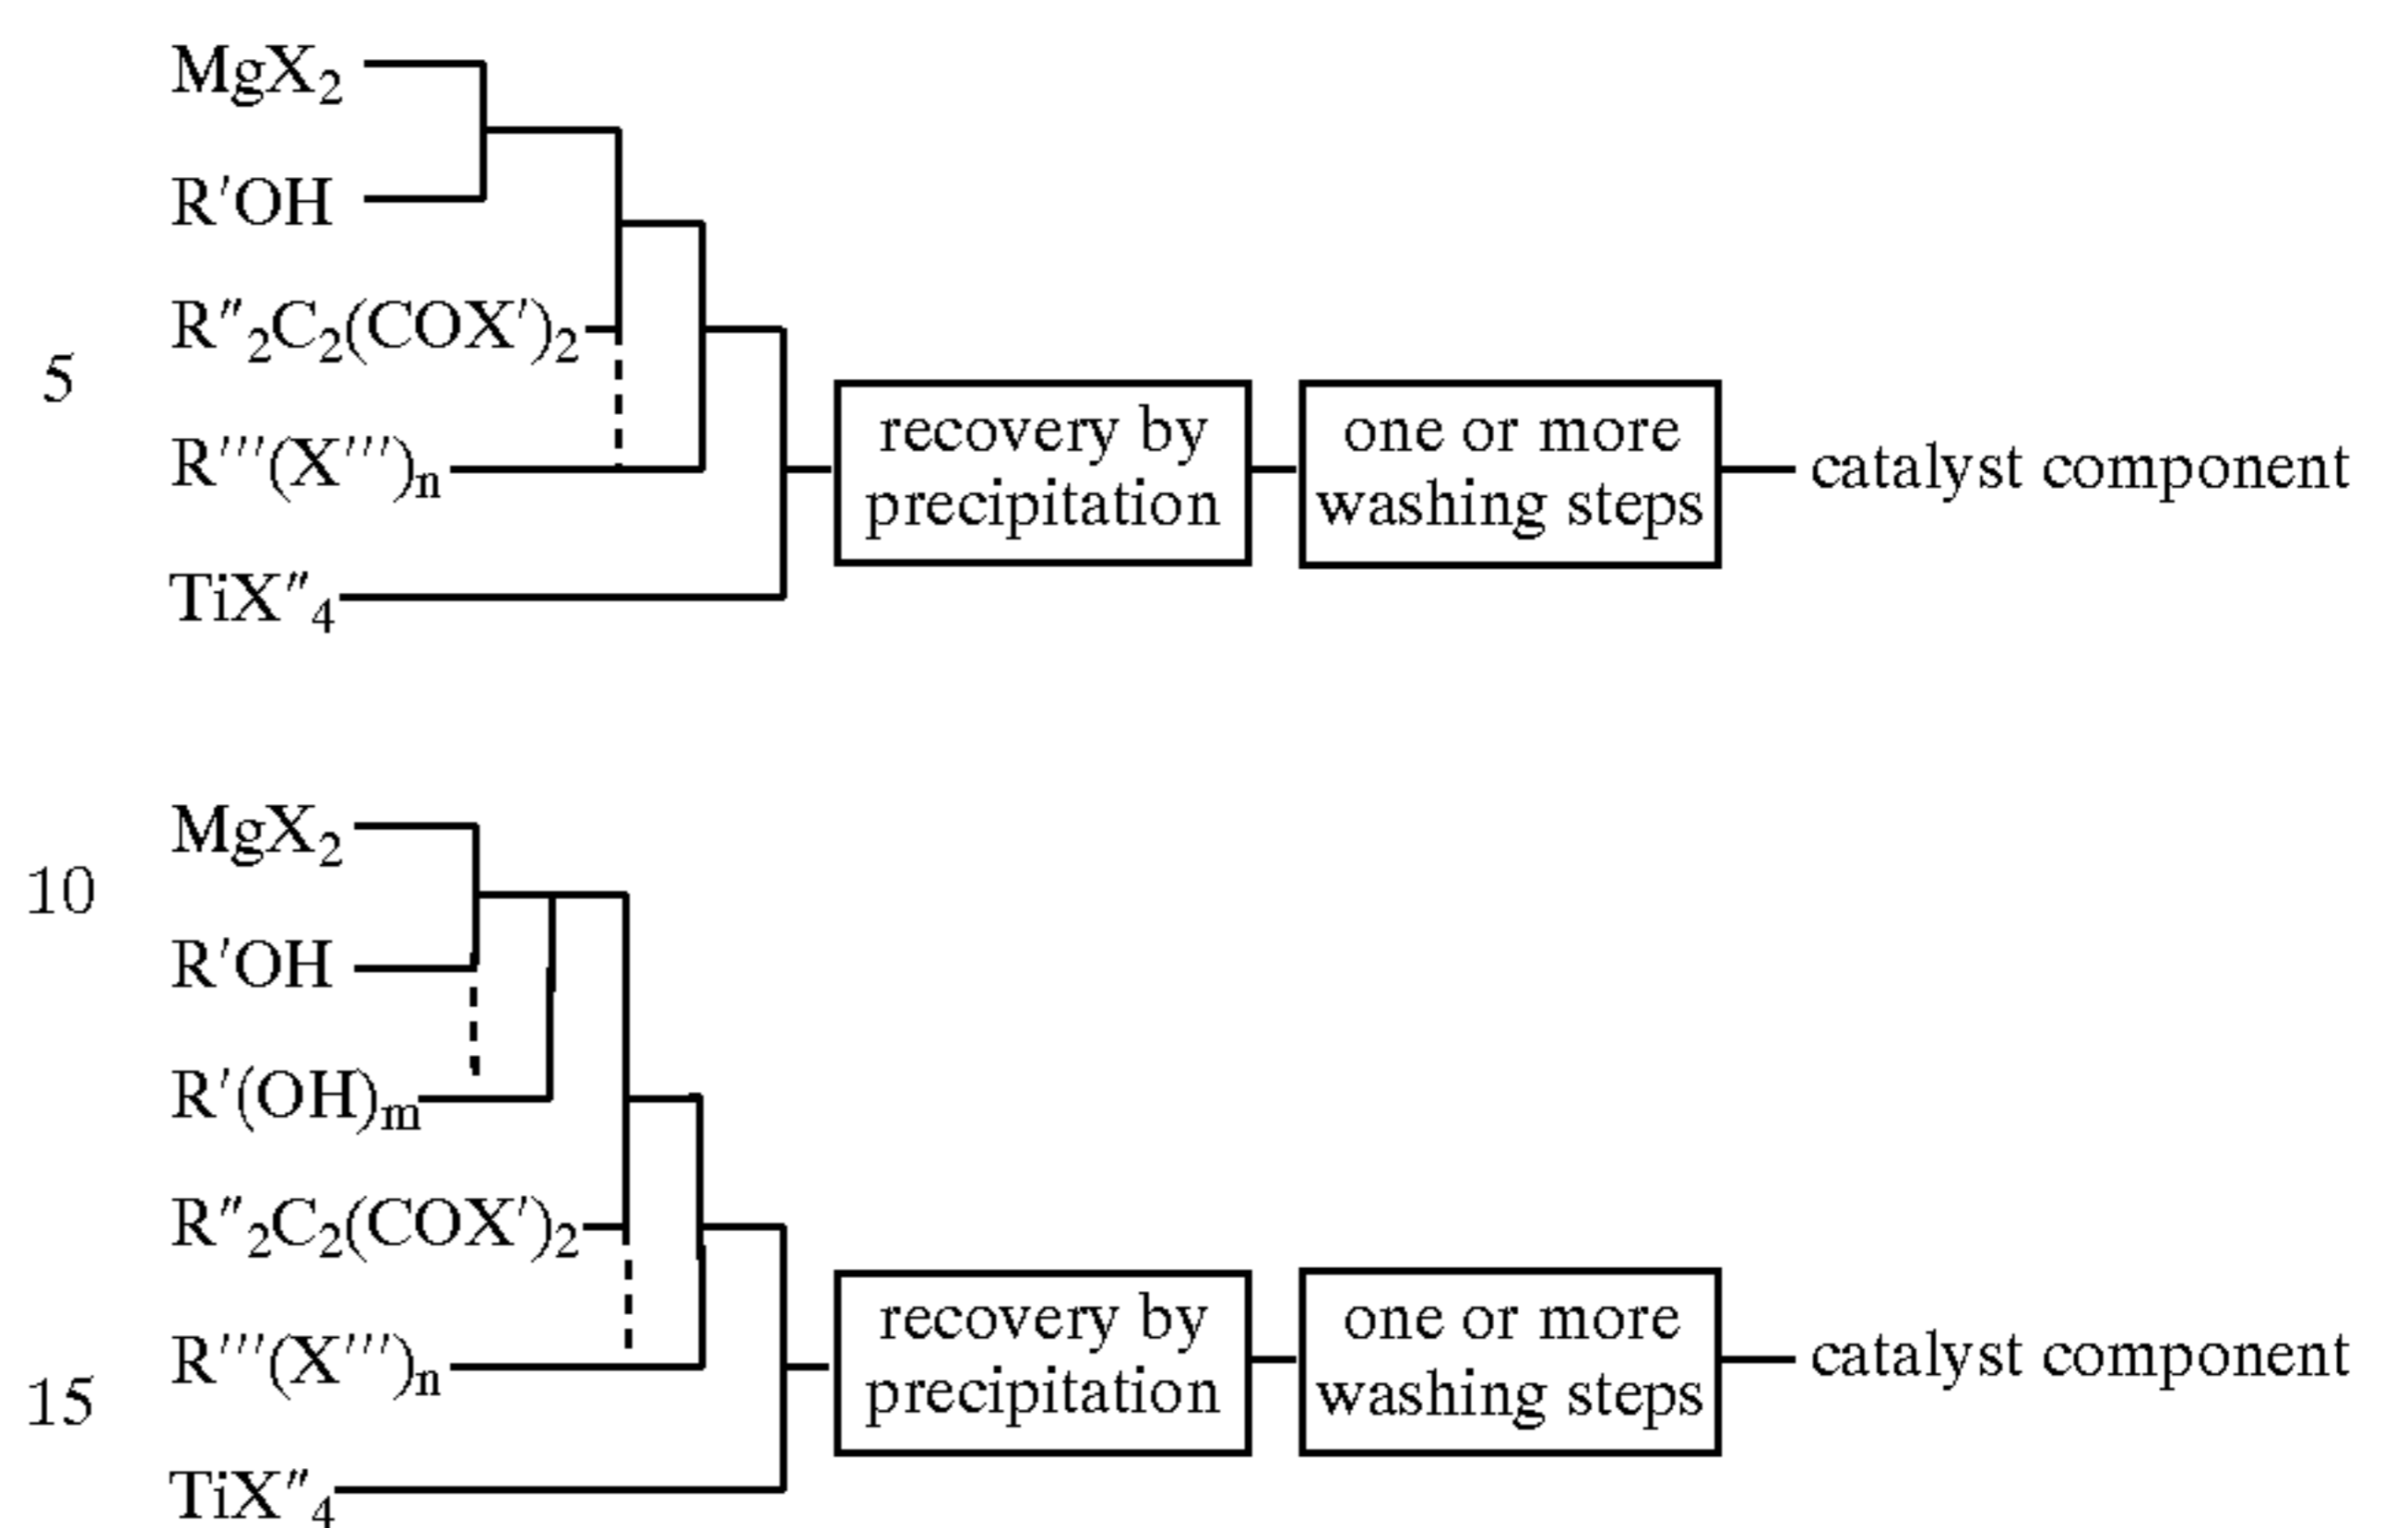 MgX₂
R′OH
R″₂C₂(COX′)₂
5
R‴(X‴)ₙ
recovery by
precipitation
one or more
washing steps
catalyst component
TiX″₄
MgX₂
10
R′OH
R′(OH)ₘ
R″₂C₂(COX′)₂
R‴(X‴)ₙ
recovery by
precipitation
one or more
washing steps
catalyst component
15
TiX″₄